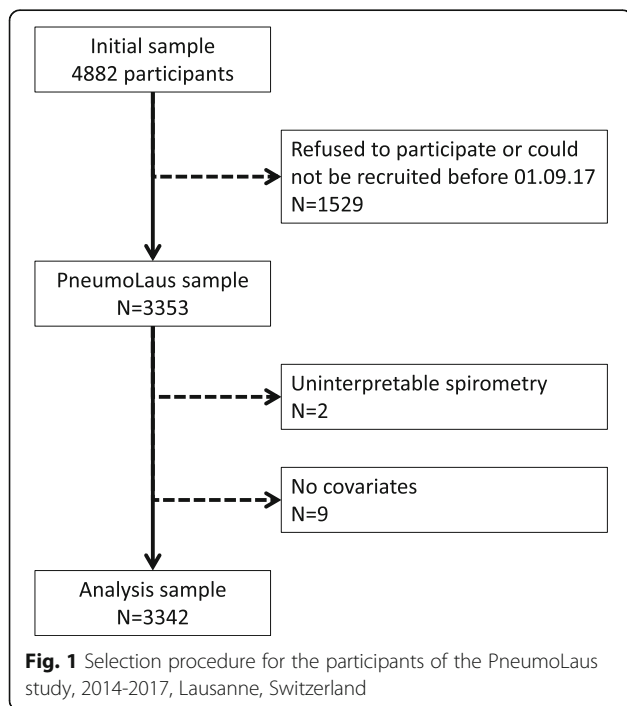 Initial sample
4882 participants
Refused to participate or could
not be recruited before 01.09.17
N=1529
PneumoLaus sample
N=3353
Uninterpretable spirometry
N=2
No covariates
N=9
Analysis sample
N=3342
Fig. 1 Selection procedure for the participants of the PneumoLaus
study, 2014-2017, Lausanne, Switzerland